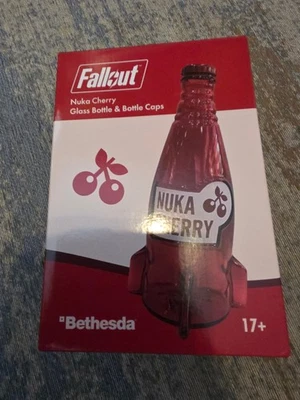 Fallout
Nuka Cherry
Glass Bottle & Bottle Caps
NUKA
CHERRY
Bethesda
17+